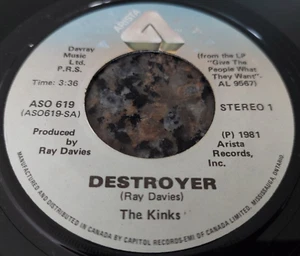 ARISTA
Davray
Music
Ltd.
P.R.S.
Time: 3:36
(from the LP
"Give The
People What
They Want"-
AL 9567)
ASO 619
(ASO619-SA)
STEREO 1
Produced by
Ray Davies
(P) 1981
Arista
Records,
Inc.
DESTROYER
(Ray Davies)
The Kinks
MANUFACTURED AND DISTRIBUTED IN CANADA BY CAPITOL RECORDS-EMI OF CANADA LIMITED, MISSISSAUGA, ONTARIO